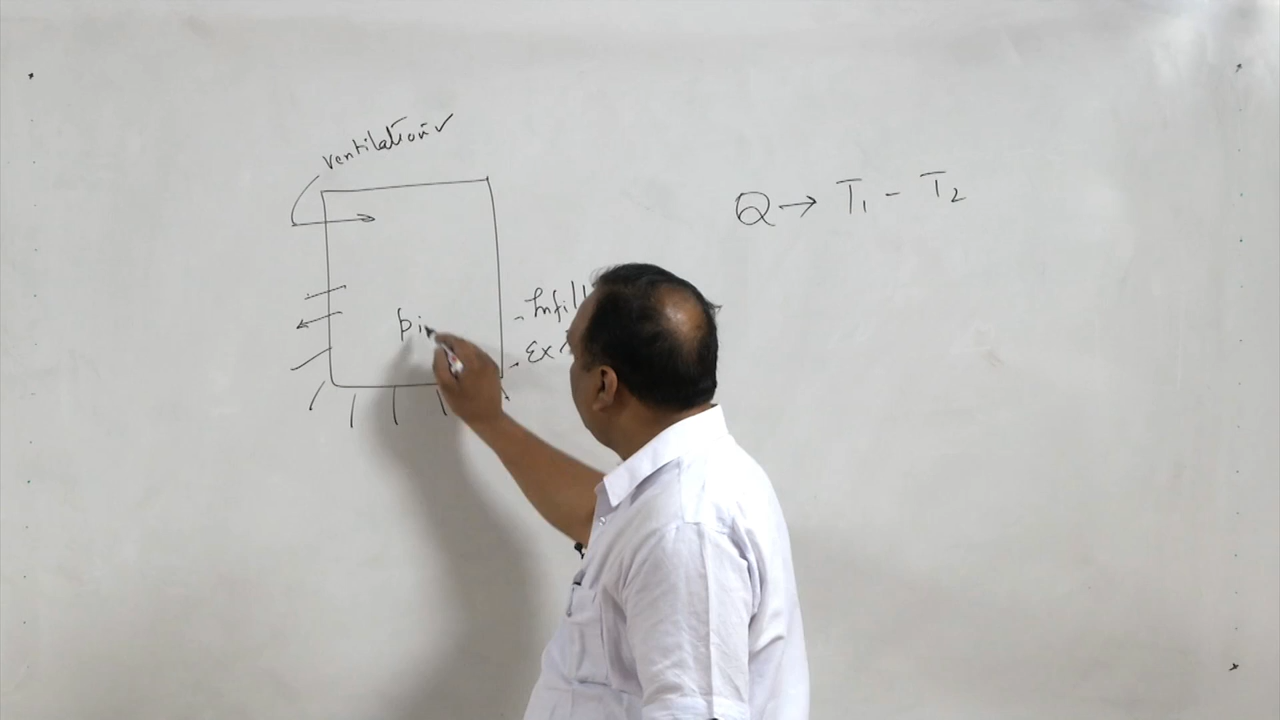 ventilation ✓
Q → T₁ - T₂
- Infil
- Ex
pi